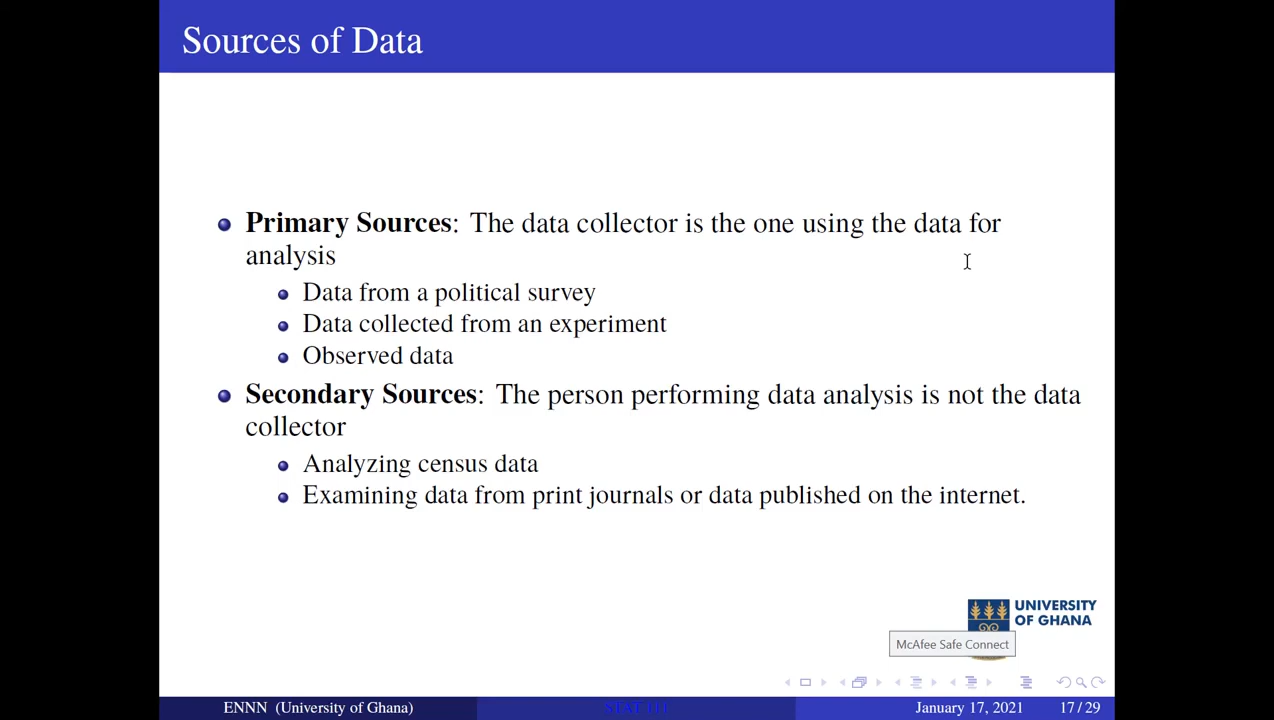 Sources of Data
Primary Sources: The data collector is the one using the data for
analysis
Data from a political survey
Data collected from an experiment
Observed data
Secondary Sources: The person performing data analysis is not the data
collector
Analyzing census data
Examining data from print journals or data published on the internet.
UNIVERSITY
OF GHANA
McAfee Safe Connect
ENNN (University of Ghana) STAT 111 January 17, 2021 17 / 29